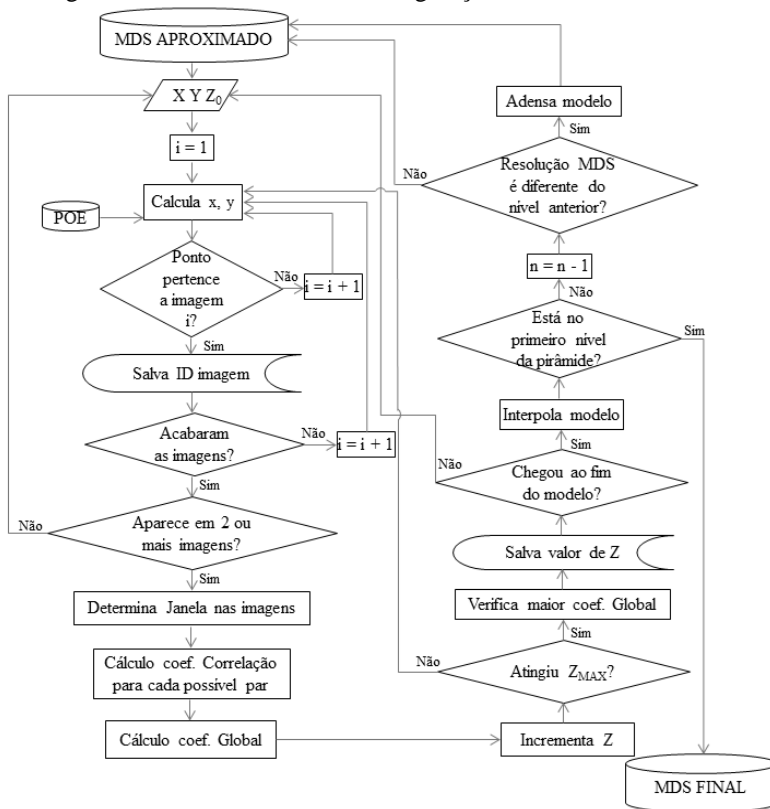 MDS APROXIMADO
X Y Z₀
i = 1
Calcula x, y
POE
Ponto
pertence
a imagem
i?
Não
i = i + 1
Sim
Salva ID imagem
Acabaram
as imagens?
Não
i = i + 1
Sim
Aparece em 2 ou
mais imagens?
Não
Sim
Determina Janela nas imagens
Cálculo coef. Correlação
para cada possível par
Cálculo coef. Global
Incrementa Z
Atingiu Z_MAX?
Não
Sim
Verifica maior coef. Global
Salva valor de Z
Chegou ao fim
do modelo?
Não
Sim
Interpola modelo
Está no
primeiro nível
da pirâmide?
Sim
Não
n = n - 1
Resolução MDS
é diferente do
nível anterior?
Não
Sim
Adensa modelo
MDS FINAL